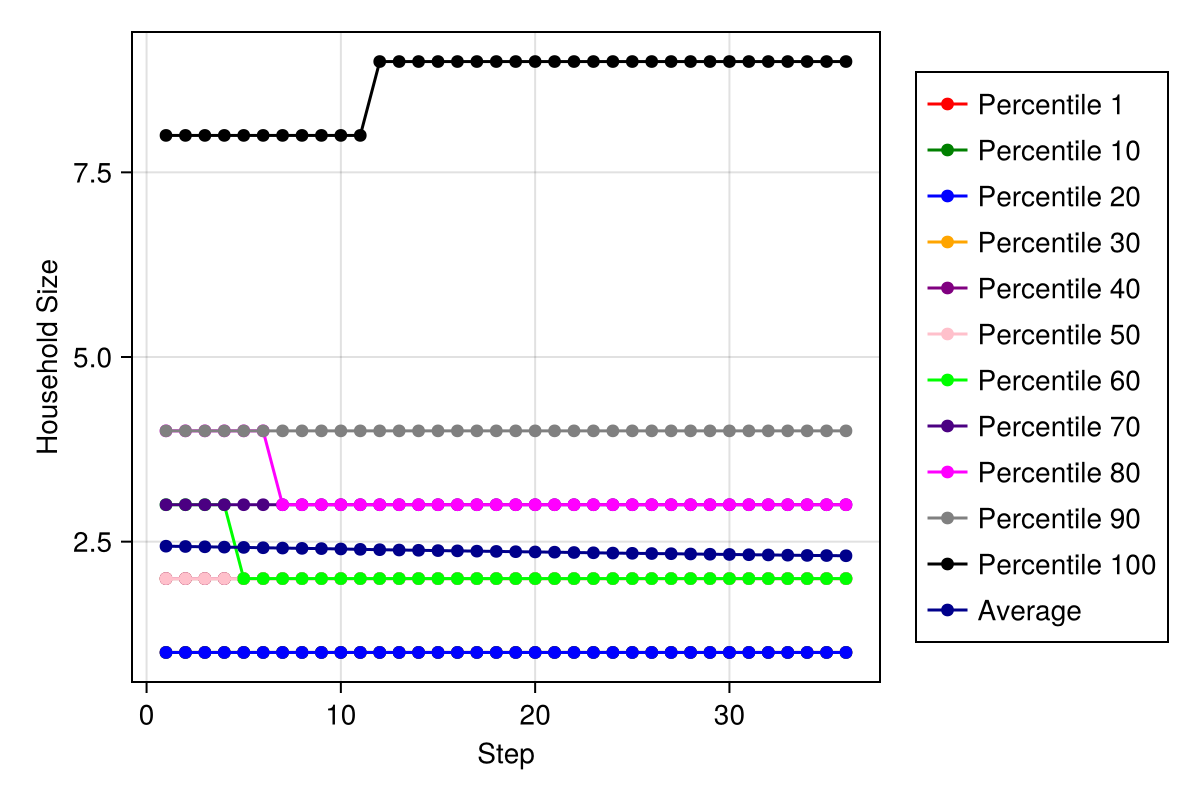 7.5
5.0
2.5
Household Size
0 10 20 30
Step
Percentile 1
Percentile 10
Percentile 20
Percentile 30
Percentile 40
Percentile 50
Percentile 60
Percentile 70
Percentile 80
Percentile 90
Percentile 100
Average